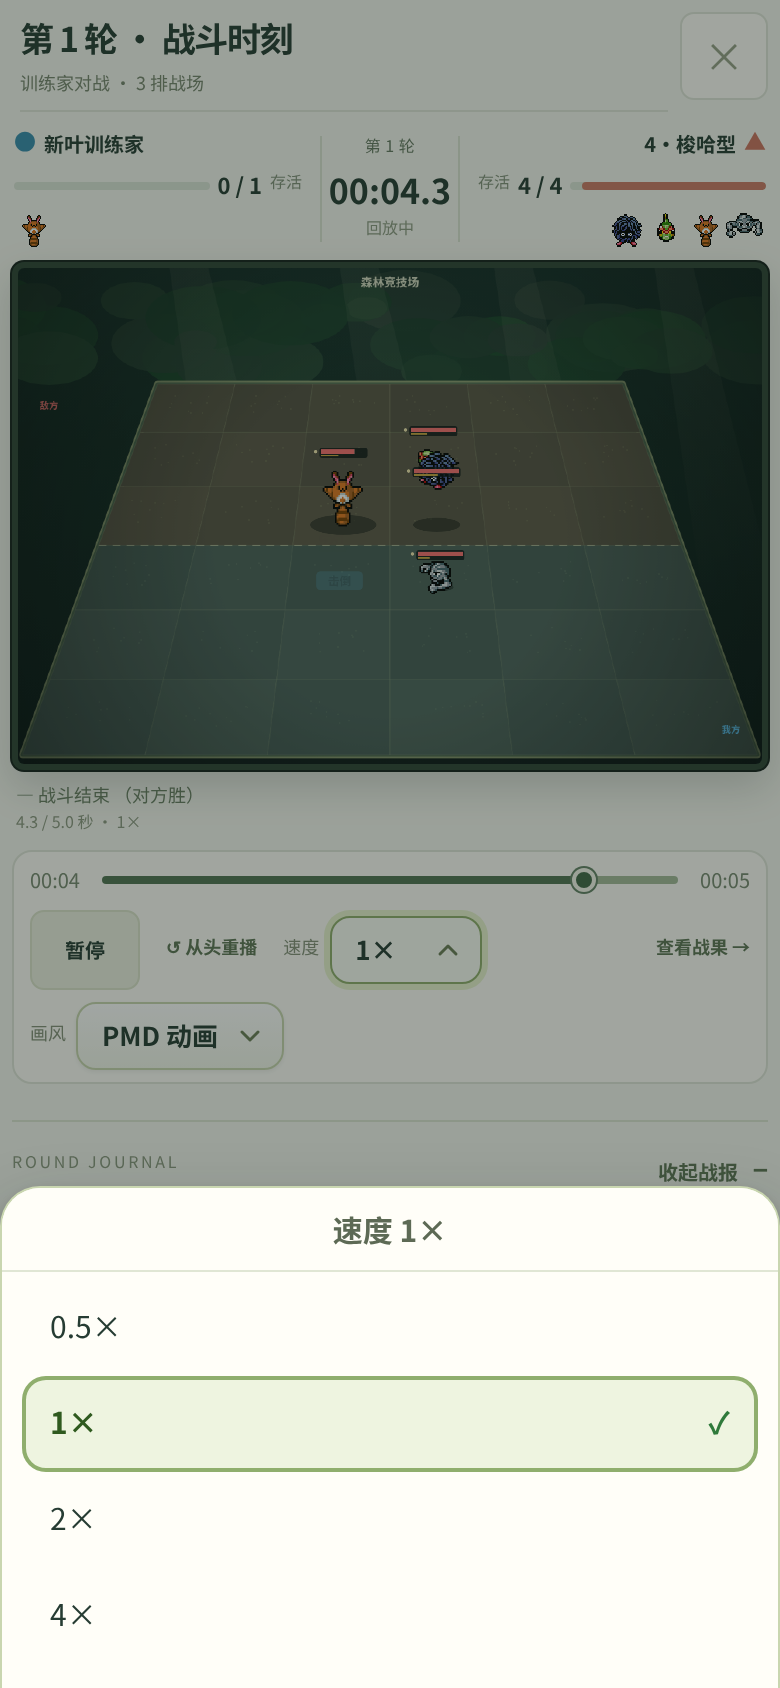 第 1 轮 · 战斗时刻
训练家对战 · 3 排战场
新叶训练家
0 / 1 存活
第 1 轮
00:04.3
回放中
4 · 梭哈型
存活 4 / 4
森林竞技场
敌方
击倒
我方
一 战斗结束 （对方胜）
4.3 / 5.0 秒 · 1×
00:04
00:05
暂停
↺ 从头重播
速度
1×
查看战果 →
画风
PMD 动画
ROUND JOURNAL
收起战报 −
速度 1×
0.5×
1× ✓
2×
4×